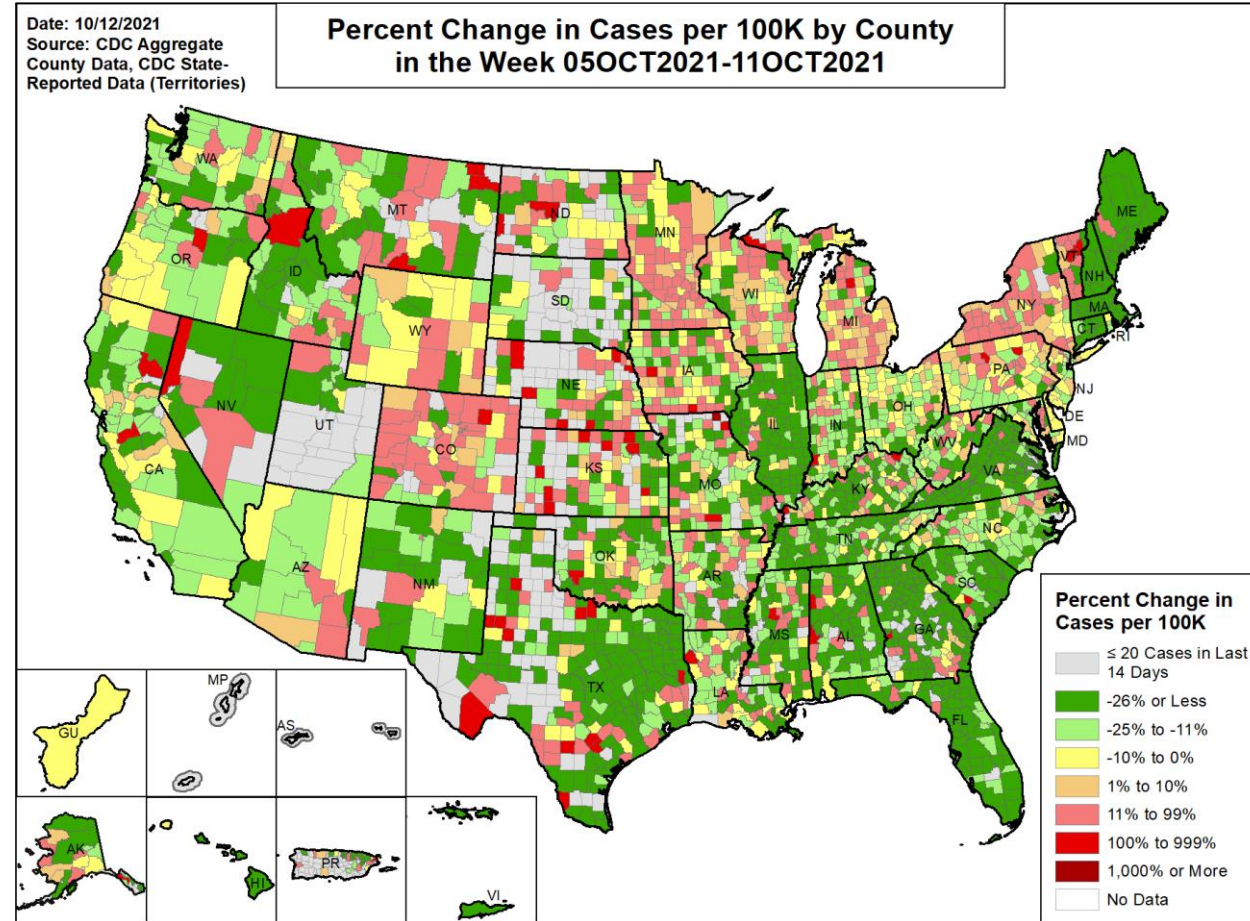 Date: 10/12/2021
Source: CDC Aggregate
County Data, CDC State-
Reported Data (Territories)
Percent Change in Cases per 100K by County
in the Week 05OCT2021-11OCT2021
WA
MT
ND
MN
ME
OR
ID
SD
WI
MI
VT
NH
NY
MA
CT
RI
WY
IA
PA
NJ
NE
OH
DE
MD
NV
UT
CO
IL
IN
WV
VA
CA
KS
MO
KY
NC
TN
AZ
NM
OK
AR
SC
MS
AL
GA
TX
LA
FL
GU
MP
AS
AK
HI
PR
VI
Percent Change in
Cases per 100K
≤ 20 Cases in Last
14 Days
-26% or Less
-25% to -11%
-10% to 0%
1% to 10%
11% to 99%
100% to 999%
1,000% or More
No Data